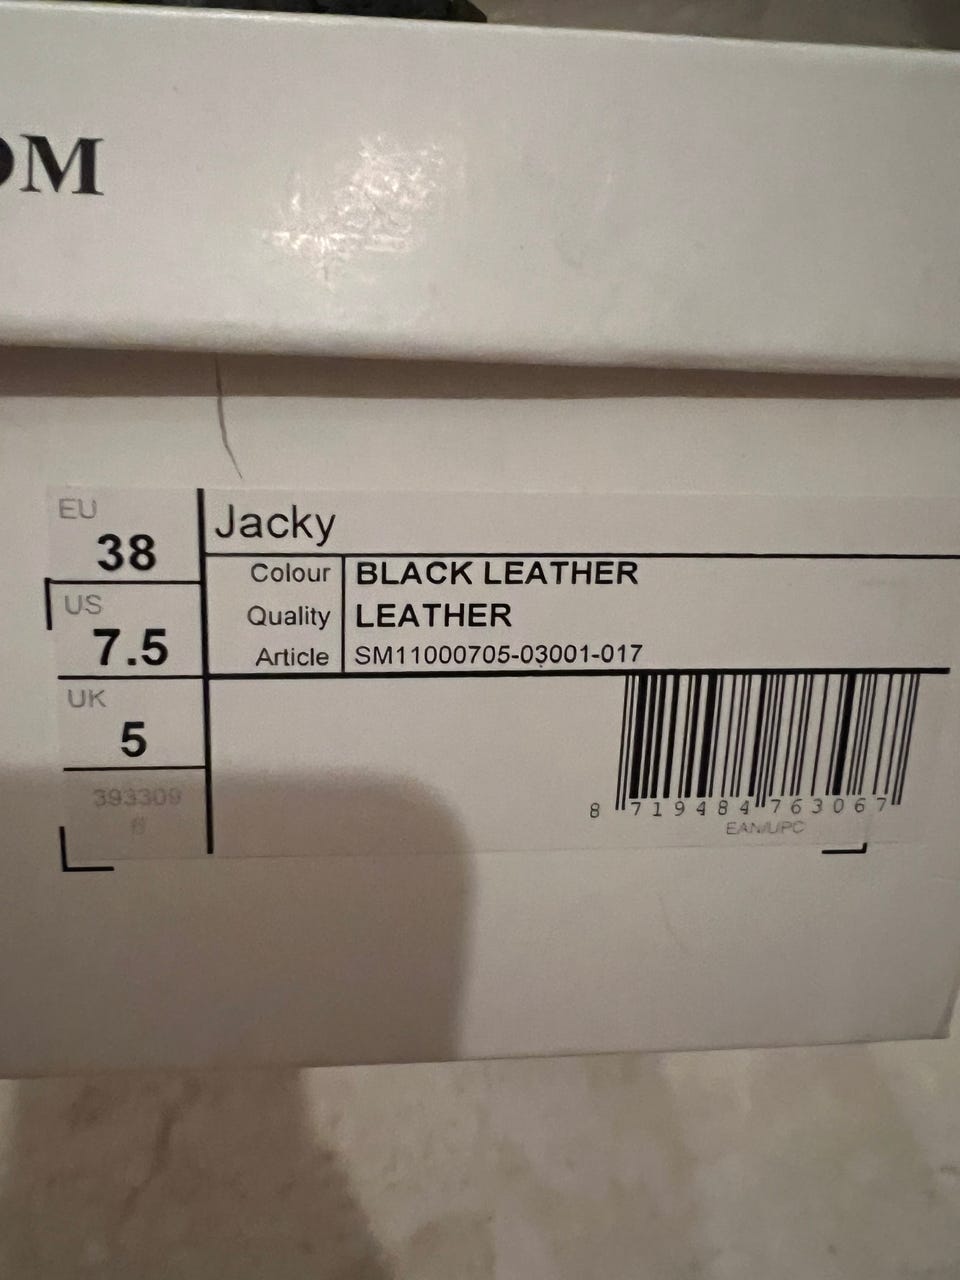 OM
EU
38
US
7.5
UK
5
393309
Jacky
Colour BLACK LEATHER
Quality LEATHER
Article SM11000705-03001-017
8 719484 763067
EAN/UPC